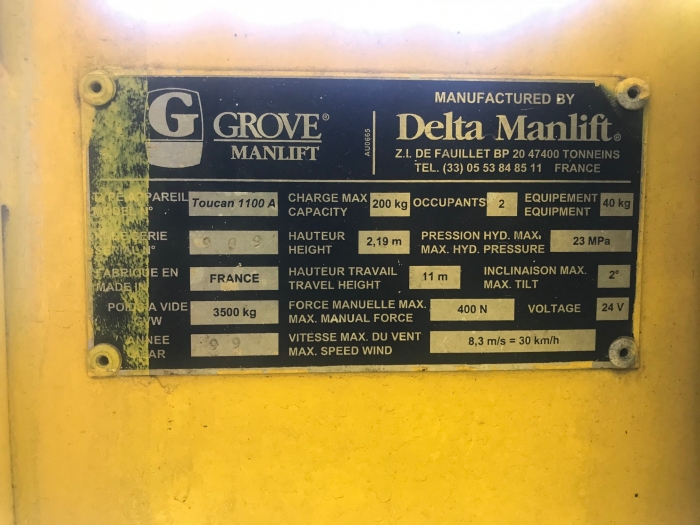 G GROVE®
MANLIFT
AU0665
MANUFACTURED BY
Delta Manlift®
Z.I. DE FAUILLET BP 20 47400 TONNEINS
TEL. (33) 05 53 84 85 11 FRANCE
APPAREIL
Toucan 1100 A
CHARGE MAX
CAPACITY
200 kg
OCCUPANTS
2
EQUIPEMENT
EQUIPMENT
40 kg
909
HAUTEUR
HEIGHT
2,19 m
PRESSION HYD. MAX.
MAX. HYD. PRESSURE
23 MPa
FABRIQUE EN
MADE IN
FRANCE
HAUTEUR TRAVAIL
TRAVEL HEIGHT
11 m
INCLINAISON MAX.
MAX. TILT
2°
POIDS A VIDE
3500 kg
FORCE MANUELLE MAX.
MAX. MANUAL FORCE
400 N
VOLTAGE
24 V
ANNEE
99
VITESSE MAX. DU VENT
MAX. SPEED WIND
8,3 m/s = 30 km/h